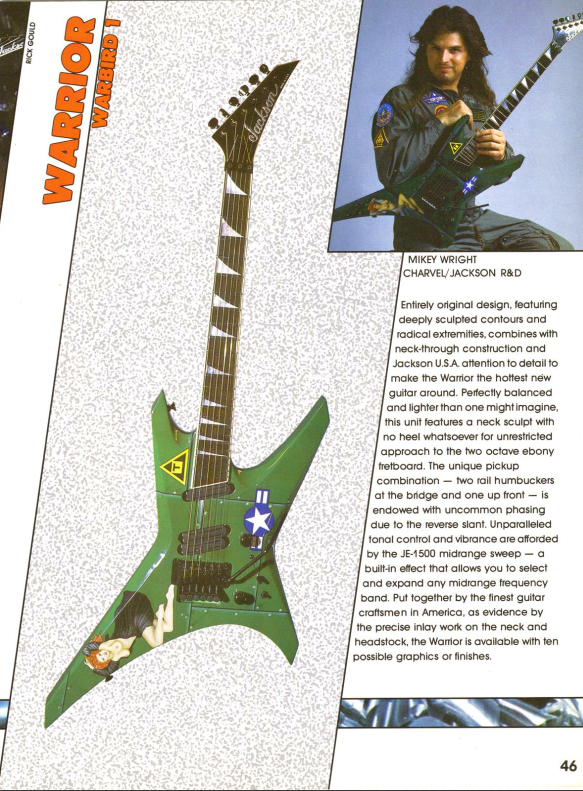 RICK GOULD
WARRIOR
WARBIRD 1
Jackson
MIKEY WRIGHT
CHARVEL/JACKSON R&D
Entirely original design, featuring
deeply sculpted contours and
radical extremities, combines with
neck-through construction and
Jackson U.S.A. attention to detail to
make the Warrior the hottest new
guitar around. Perfectly balanced
and lighter than one might imagine,
this unit features a neck sculpt with
no heel whatsoever for unrestricted
approach to the two octave ebony
fretboard. The unique pickup
combination — two rail humbuckers
at the bridge and one up front — is
endowed with uncommon phasing
due to the reverse slant. Unparalleled
tonal control and vibrance are afforded
by the JE-1500 midrange sweep — a
built-in effect that allows you to select
and expand any midrange frequency
band. Put together by the finest guitar
craftsmen in America, as evidence by
the precise inlay work on the neck and
headstock, the Warrior is available with ten
possible graphics or finishes.
46